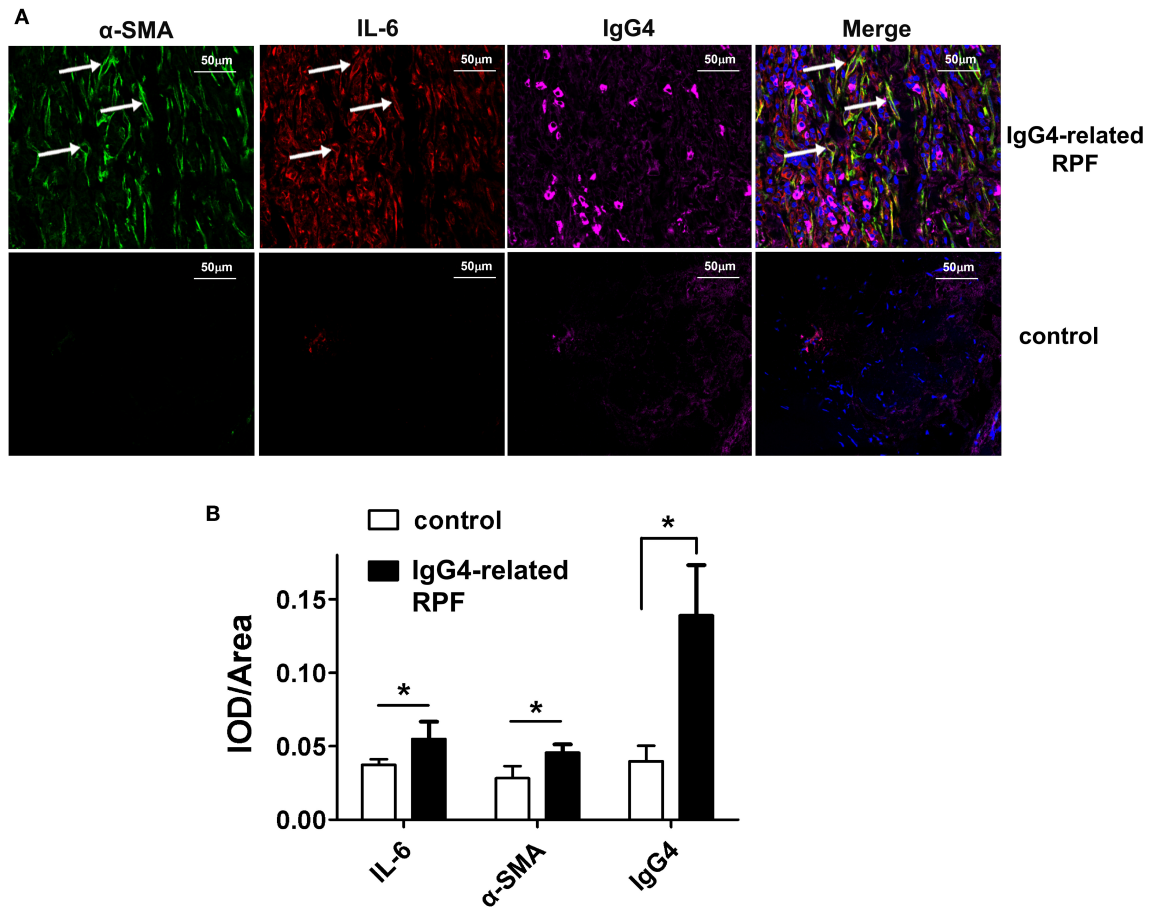 A
α-SMA
IL-6
IgG4
Merge
50μm
50μm
50μm
50μm
IgG4-related
RPF
50μm
50μm
50μm
50μm
control
B
control
IgG4-related
RPF
IOD/Area
0.15
0.10
0.05
0.00
*
*
*
IL-6
α-SMA
IgG4